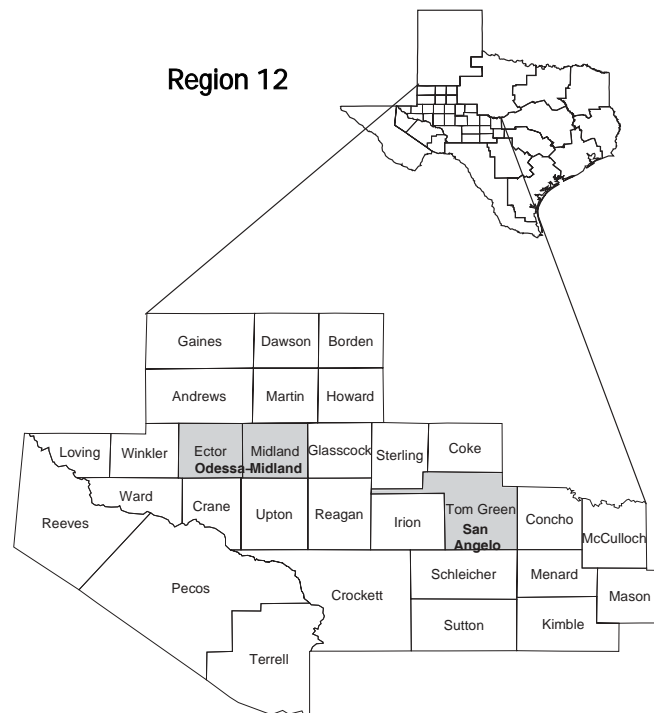 Region 12
Gaines
Dawson
Borden
Andrews
Martin
Howard
Loving
Winkler
Ector
Midland
Odessa-Midland
Glasscock
Sterling
Coke
Reeves
Ward
Crane
Upton
Reagan
Irion
Tom Green
San
Angelo
Concho
McCulloch
Pecos
Crockett
Schleicher
Menard
Mason
Sutton
Kimble
Terrell